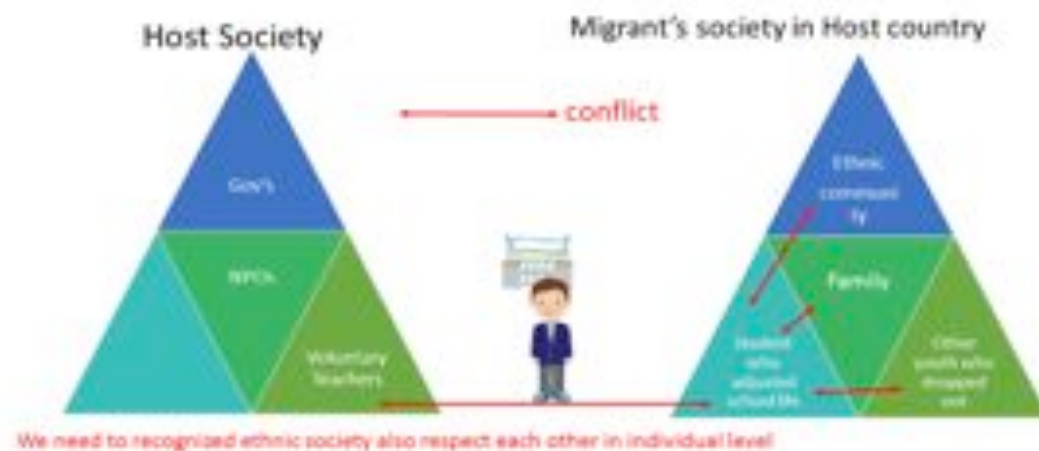 Host Society
Migrant's society in Host country
conflict
Gov's
NPOs
Voluntary
teachers
Ethnic
communi
ty
Family
Student
who
adjusted
school life
Other
youth who
dropped
out
We need to recognized ethnic society also respect each other in individual level